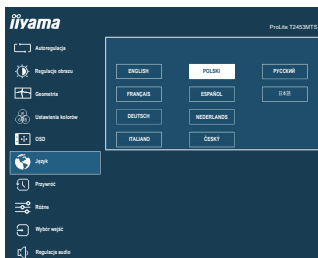 iiyama
ProLite T2453MTS
Autoregulacja
Regulacje obrazu
Geometria
Ustawienia kolorów
OSD
Język
Przywróć
Różne
Wybór wejść
Regulacje audio
ENGLISH POLSKI РУССКИЙ
FRANÇAIS ESPAÑOL 日本語
DEUTSCH NEDERLANDS
ITALIANO ČESKÝ